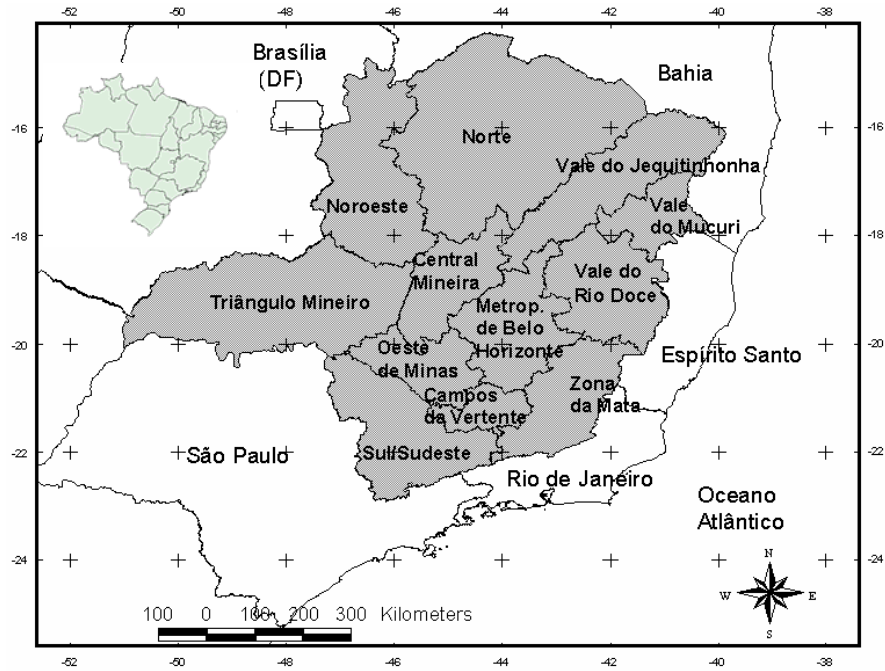 -52 -50 -48 -46 -44 -42 -40 -38
Brasília
(DF)
Bahia
-16
-16
Norte
Vale do Jequitinhonha
Noroeste
Vale
do Mucuri
-18
-18
Central
Mineira
Vale do
Rio Doce
Triângulo Mineiro
Metrop.
de Belo
Horizonte
-20
-20
Oeste
de Minas
Espírito Santo
Zona
da Mata
Campos
da Vertente
-22
-22
São Paulo
Sul/Sudeste
Rio de Janeiro
Oceano
Atlântico
-24
-24
N
W E
S
100 0 100 200 300 Kilometers
-52 -50 -48 -46 -44 -42 -40 -38